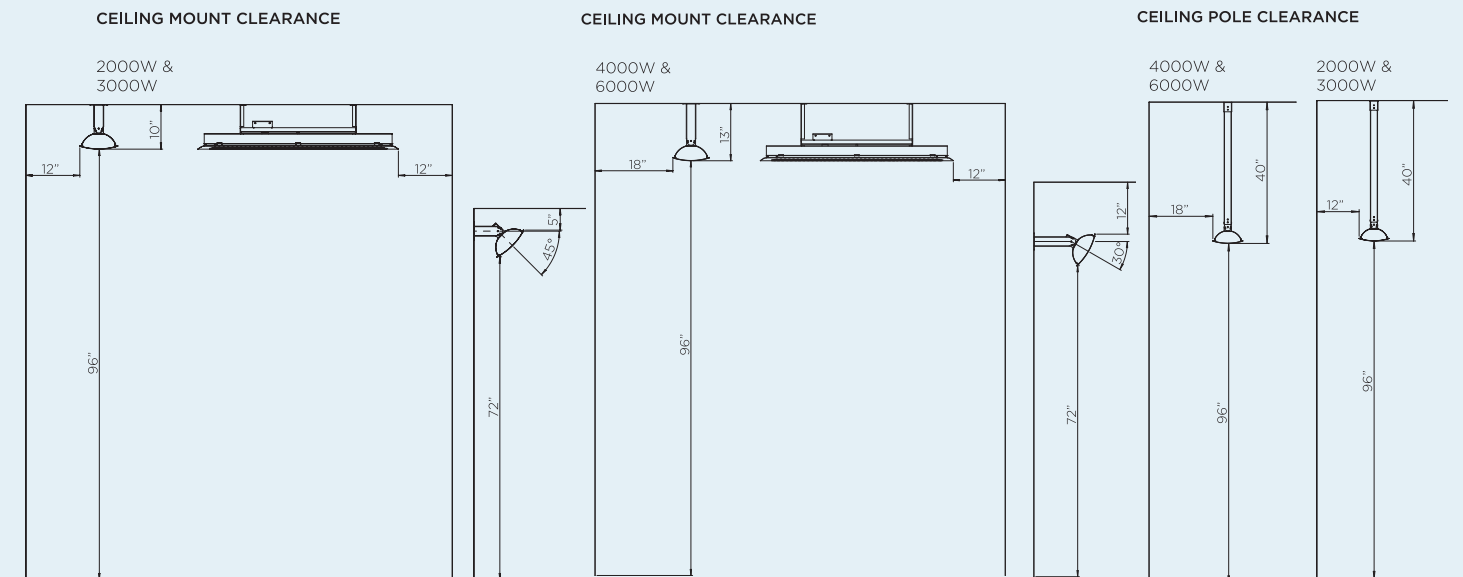 CEILING MOUNT CLEARANCE
2000W &
3000W
10”
12”
12”
96”
5”
45°
72”
CEILING MOUNT CLEARANCE
4000W &
6000W
13”
18”
12”
96”
12”
30°
72”
CEILING POLE CLEARANCE
4000W &
6000W
40”
18”
96”
2000W &
3000W
40”
12”
96”